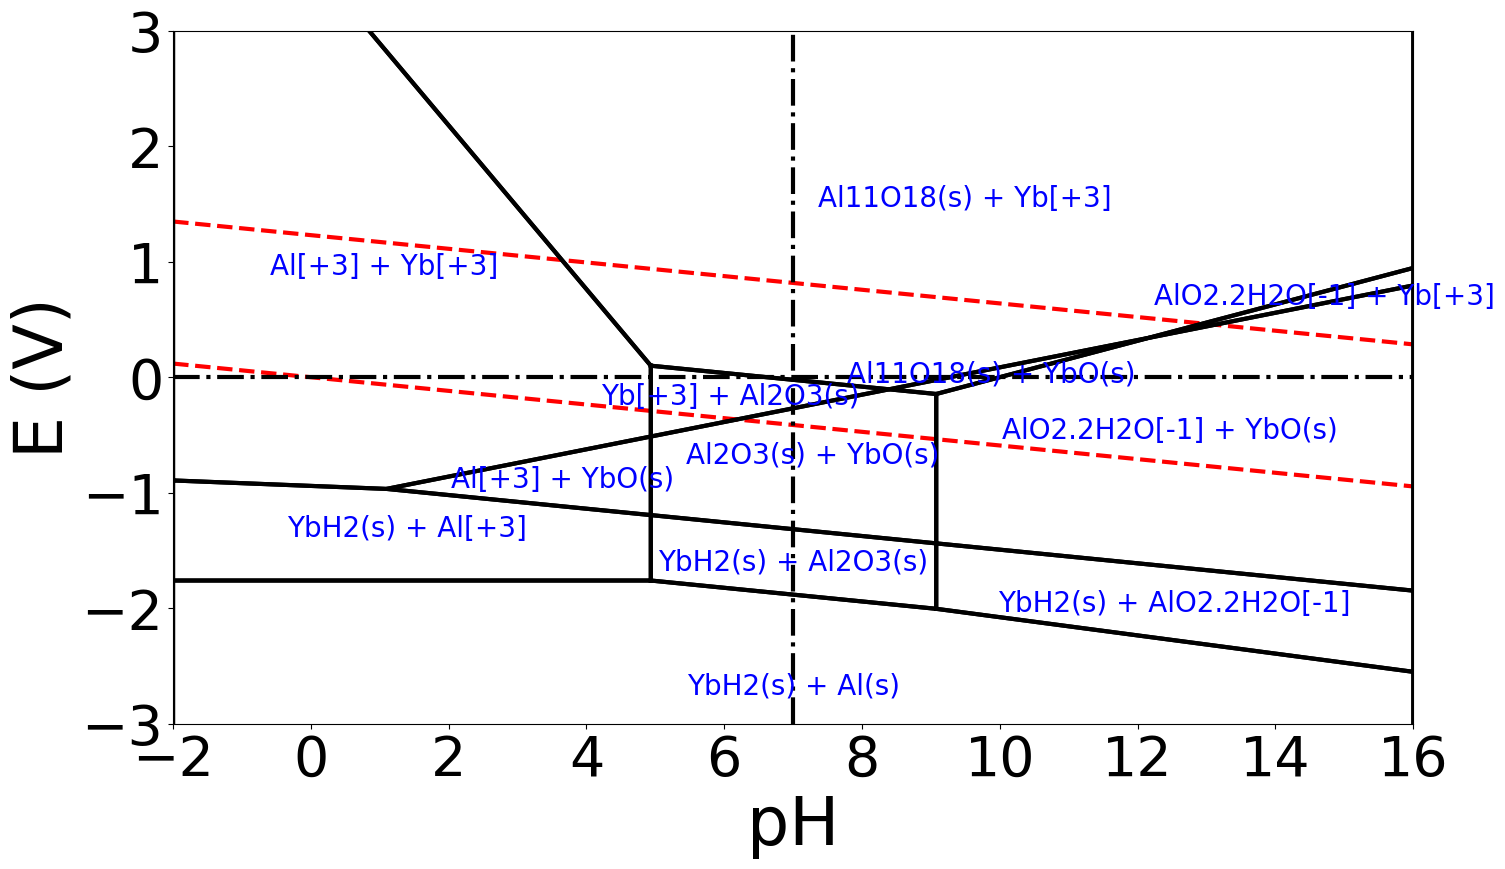 3
2
1
0
−1
−2
−3
E (V)
Al11O18(s) + Yb[+3]
Al[+3] + Yb[+3]
AlO2.2H2O[-1] + Yb[+3]
Al11O18(s) + YbO(s)
Yb[+3] + Al2O3(s)
AlO2.2H2O[-1] + YbO(s)
Al2O3(s) + YbO(s)
Al[+3] + YbO(s)
YbH2(s) + Al[+3]
YbH2(s) + Al2O3(s)
YbH2(s) + AlO2.2H2O[-1]
YbH2(s) + Al(s)
−2 0 2 4 6 8 10 12 14 16
pH